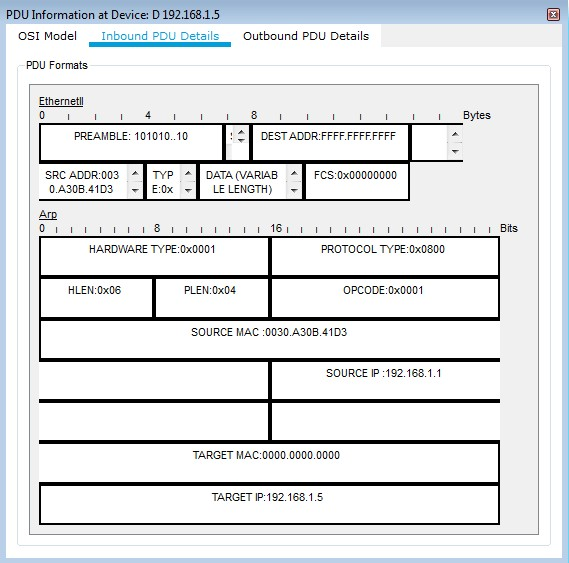 PDU Information at Device: D 192.168.1.5
OSI Model Inbound PDU Details Outbound PDU Details
PDU Formats
EthernetII
0 4 8 Bytes
PREAMBLE: 101010..10 DEST ADDR:FFFF.FFFF.FFFF
SRC ADDR:003 TYP DATA (VARIAB FCS:0x00000000
0.A30B.41D3 E:0x LE LENGTH)
Arp
0 8 16 Bits
HARDWARE TYPE:0x0001 PROTOCOL TYPE:0x0800
HLEN:0x06 PLEN:0x04 OPCODE:0x0001
SOURCE MAC :0030.A30B.41D3
SOURCE IP :192.168.1.1
TARGET MAC:0000.0000.0000
TARGET IP:192.168.1.5